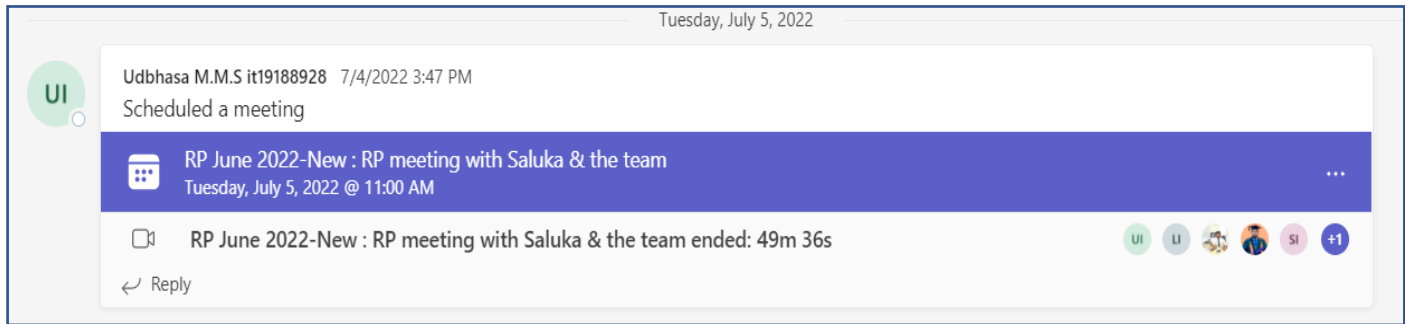 Tuesday, July 5, 2022
Udbhasa M.M.S it19188928 7/4/2022 3:47 PM
UI
Scheduled a meeting
RP June 2022-New : RP meeting with Saluka & the team
Tuesday, July 5, 2022 @ 11:00 AM
...
RP June 2022-New : RP meeting with Saluka & the team ended: 49m 36s
UI LI SI +1
Reply